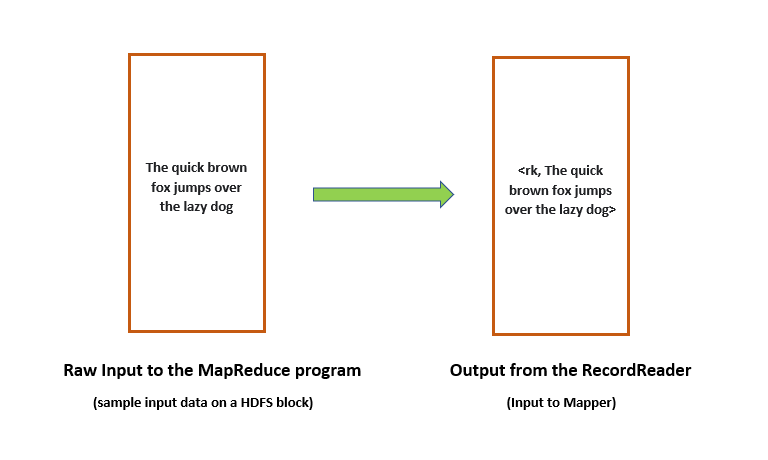 The quick brown
fox jumps over
the lazy dog
<rk, The quick
brown fox jumps
over the lazy dog>
Raw Input to the MapReduce program
(sample input data on a HDFS block)
Output from the RecordReader
(Input to Mapper)